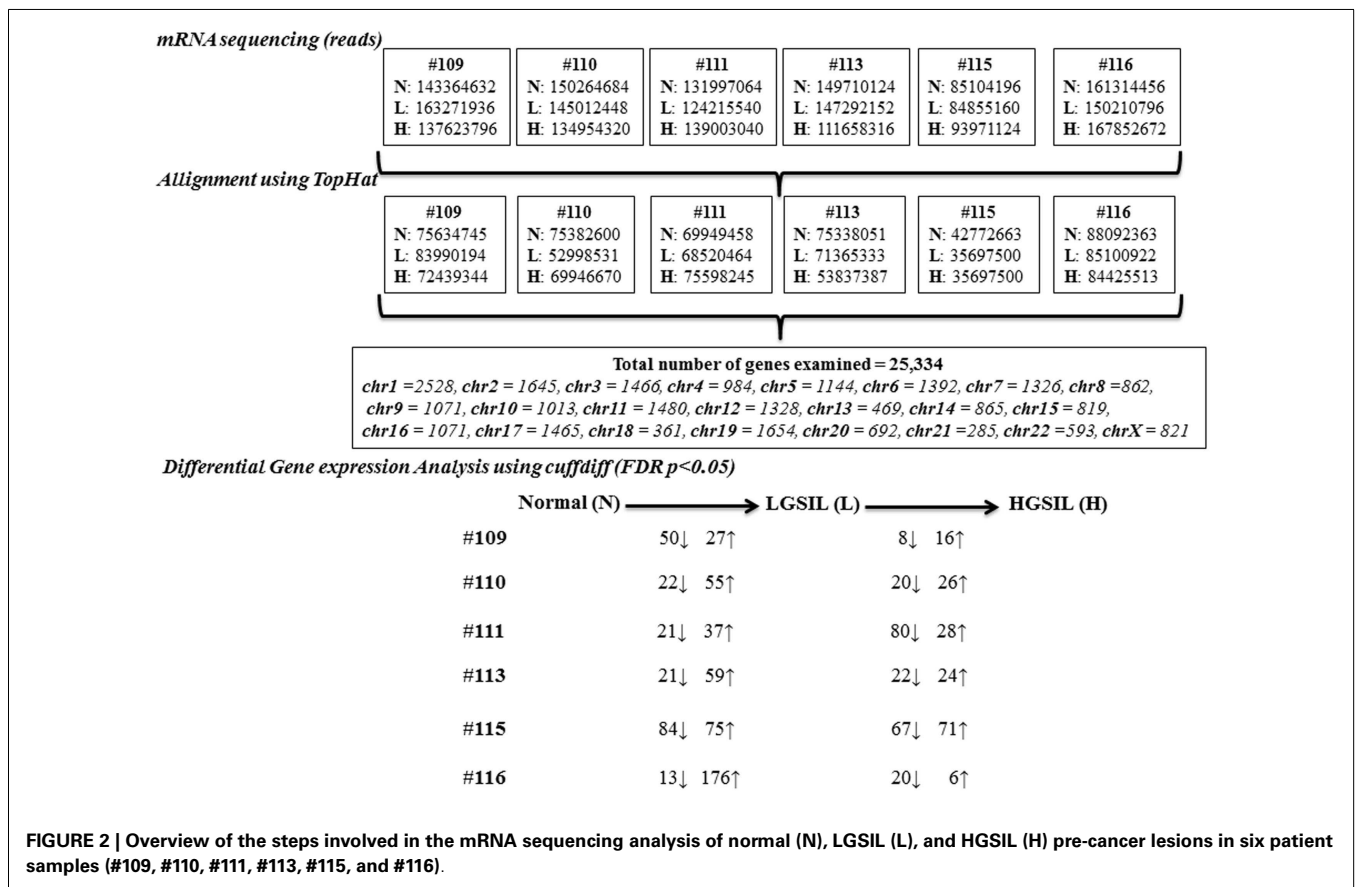 mRNA sequencing (reads)
#109
N: 143364632
L: 163271936
H: 137623796
#110
N: 150264684
L: 145012448
H: 134954320
#111
N: 131997064
L: 124215540
H: 139003040
#113
N: 149710124
L: 147292152
H: 111658316
#115
N: 85104196
L: 84855160
H: 93971124
#116
N: 161314456
L: 150210796
H: 167852672
Allignment using TopHat
#109
N: 75634745
L: 83990194
H: 72439344
#110
N: 75382600
L: 52998531
H: 69946670
#111
N: 69949458
L: 68520464
H: 75598245
#113
N: 75338051
L: 71365333
H: 53837387
#115
N: 42772663
L: 35697500
H: 35697500
#116
N: 88092363
L: 85100922
H: 84425513
Total number of genes examined = 25,334
chr1 =2528, chr2 = 1645, chr3 = 1466, chr4 = 984, chr5 = 1144, chr6 = 1392, chr7 = 1326, chr8 =862,
chr9 = 1071, chr10 = 1013, chr11 = 1480, chr12 = 1328, chr13 = 469, chr14 = 865, chr15 = 819,
chr16 = 1071, chr17 = 1465, chr18 = 361, chr19 = 1654, chr20 = 692, chr21 =285, chr22 =593, chrX = 821
Differential Gene expression Analysis using cuffdiff (FDR p<0.05)
Normal (N) LGSIL (L) HGSIL (H)
#109 50↓ 27↑ 8↓ 16↑
#110 22↓ 55↑ 20↓ 26↑
#111 21↓ 37↑ 80↓ 28↑
#113 21↓ 59↑ 22↓ 24↑
#115 84↓ 75↑ 67↓ 71↑
#116 13↓ 176↑ 20↓ 6↑
FIGURE 2 | Overview of the steps involved in the mRNA sequencing analysis of normal (N), LGSIL (L), and HGSIL (H) pre-cancer lesions in six patient
samples (#109, #110, #111, #113, #115, and #116).